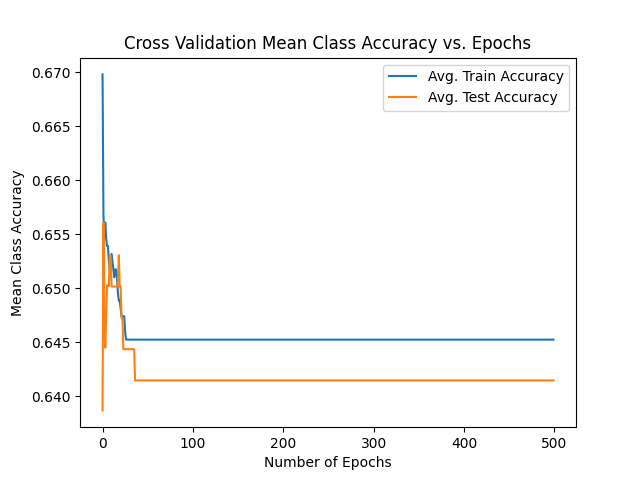 Cross Validation Mean Class Accuracy vs. Epochs
Avg. Train Accuracy
Avg. Test Accuracy
Mean Class Accuracy
0.670
0.665
0.660
0.655
0.650
0.645
0.640
0 100 200 300 400 500
Number of Epochs